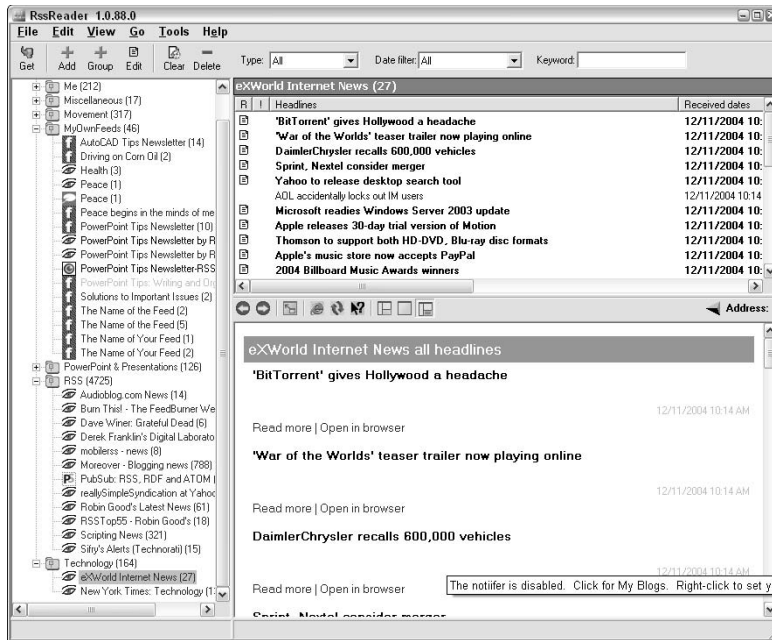 RssReader 1.0.88.0
File Edit View Go Tools Help
Get Add Group Edit Clear Delete Type: All Date filter: All Keyword:
Me (212)
Miscellaneous (17)
Movement (317)
MyOwnFeeds (46)
AutoCAD Tips Newsletter (14)
Driving on Corn Oil (2)
Health (3)
Peace (1)
Peace (1)
Peace begins in the minds of me
PowerPoint Tips Newsletter (10)
PowerPoint Tips Newsletter by R
PowerPoint Tips Newsletter by R
PowerPoint Tips Newsletter-RSS
PowerPoint Tips: Writing and Org
Solutions to Important Issues (2)
The Name of the Feed (2)
The Name of the Feed (5)
The Name of Your Feed (1)
The Name of Your Feed (2)
PowerPoint & Presentations (126)
RSS (4725)
Audioblog.com News (14)
Burn This! - The FeedBurner We
Dave Winer: Grateful Dead (6)
Derek Franklin's Digital Laborato
mobilerss - news (8)
Moreover - Blogging news (788)
PubSub: RSS, RDF and ATOM (
reallySimpleSyndication at Yahoo
Robin Good's Latest News (61)
RSSTop55 - Robin Good's (18)
Scripting News (321)
Sifry's Alerts (Technorati) (15)
Technology (164)
eXWorld Internet News (27)
New York Times: Technology (1
eXWorld Internet News (27)
R ! Headlines Received dates
'BitTorrent' gives Hollywood a headache 12/11/2004 10:
'War of the Worlds' teaser trailer now playing online 12/11/2004 10:
DaimlerChrysler recalls 600,000 vehicles 12/11/2004 10:
Sprint, Nextel consider merger 12/11/2004 10:
Yahoo to release desktop search tool 12/11/2004 10:
AOL accidentally locks out IM users 12/11/2004 10:14
Microsoft readies Windows Server 2003 update 12/11/2004 10:
Apple releases 30-day trial version of Motion 12/11/2004 10:
Thomson to support both HD-DVD, Blu-ray disc formats 12/11/2004 10:
Apple's music store now accepts PayPal 12/11/2004 10:
2004 Billboard Music Awards winners 12/11/2004 10:
Address:
eXWorld Internet News all headlines
'BitTorrent' gives Hollywood a headache
12/11/2004 10:14 AM
Read more | Open in browser
'War of the Worlds' teaser trailer now playing online
12/11/2004 10:14 AM
Read more | Open in browser
DaimlerChrysler recalls 600,000 vehicles
12/11/2004 10:14 AM
Read more | Open in browser
The notiifer is disabled. Click for My Blogs. Right-click to set y
Sprint, Nextel consider merger